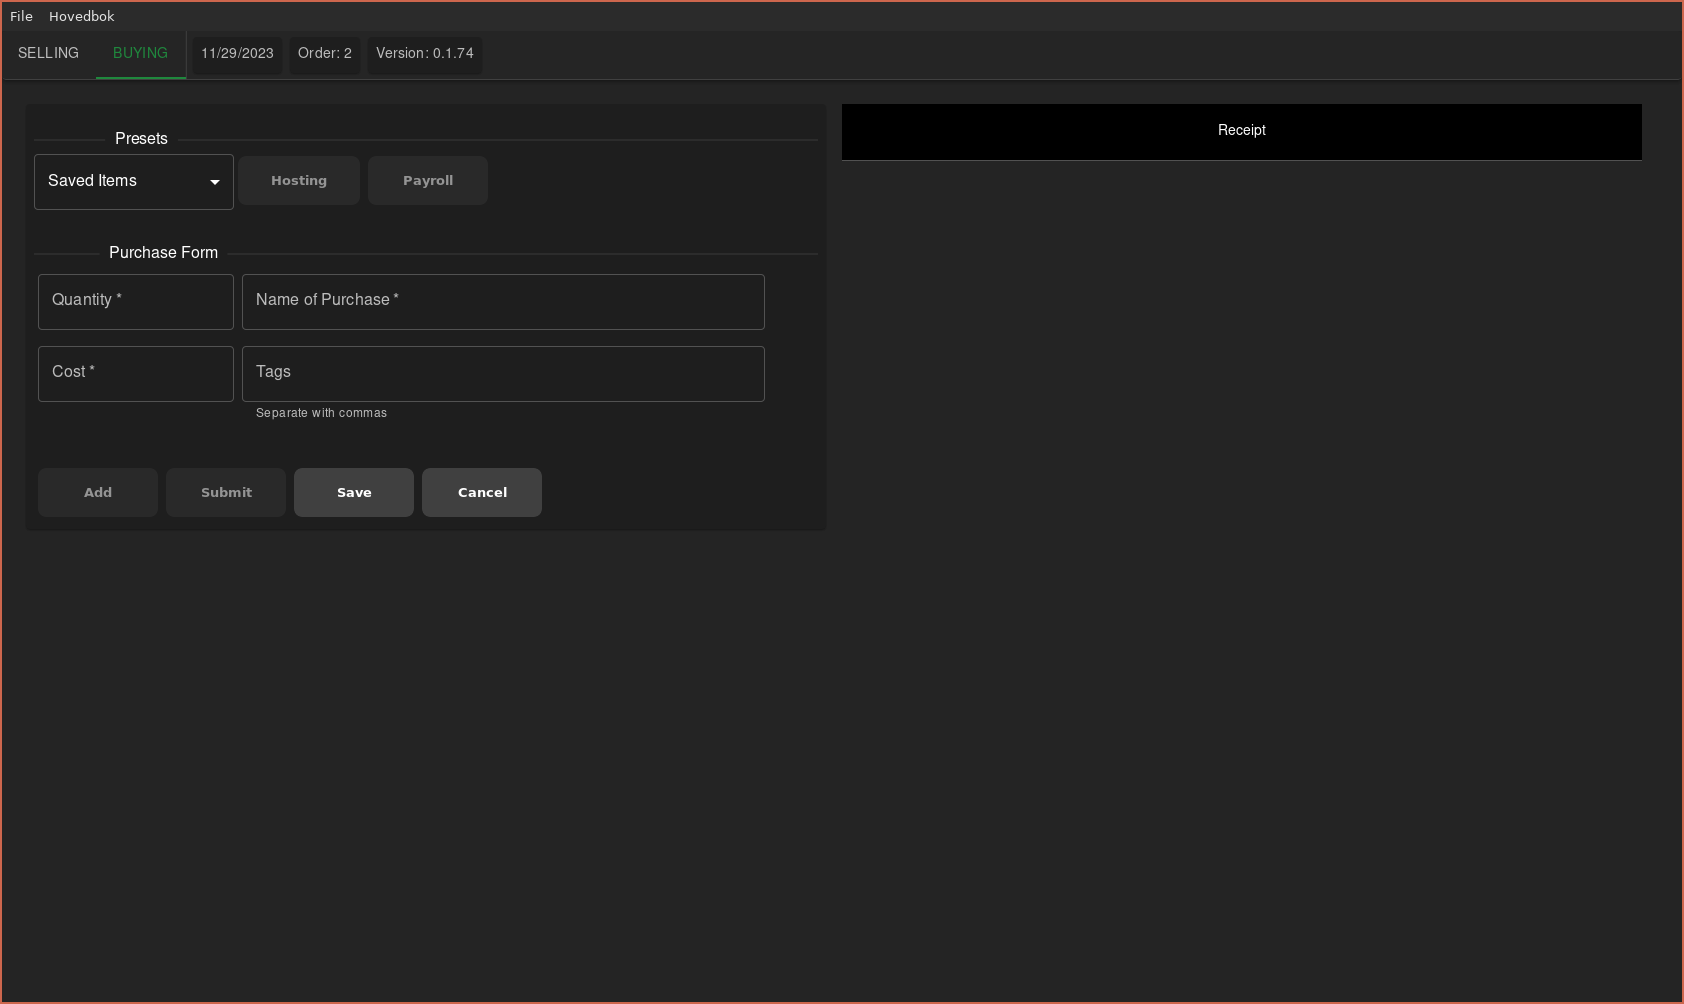 File Hovedbok
SELLING BUYING 11/29/2023 Order: 2 Version: 0.1.74
Presets
Saved Items Hosting Payroll
Purchase Form
Quantity * Name of Purchase *
Cost * Tags
Separate with commas
Add Submit Save Cancel
Receipt